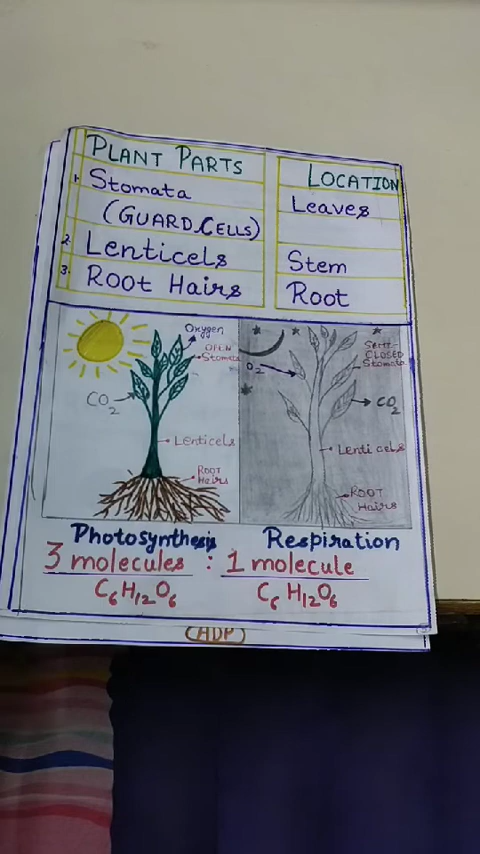 PLANT PARTS
LOCATION
1. Stomata
(GUARD CELLS)
Leaves
2. Lenticels
Stem
3. Root Hairs
Root
Oxygen
OPEN
Stomata
CO2
Lenticels
ROOT
Hairs
SEMI-
CLOSED
Stomata
O2
CO2
Lenticels
ROOT
Hairs
Photosynthesis
Respiration
3 molecules : 1 molecule
C6H12O6
C6H12O6
(ADP)